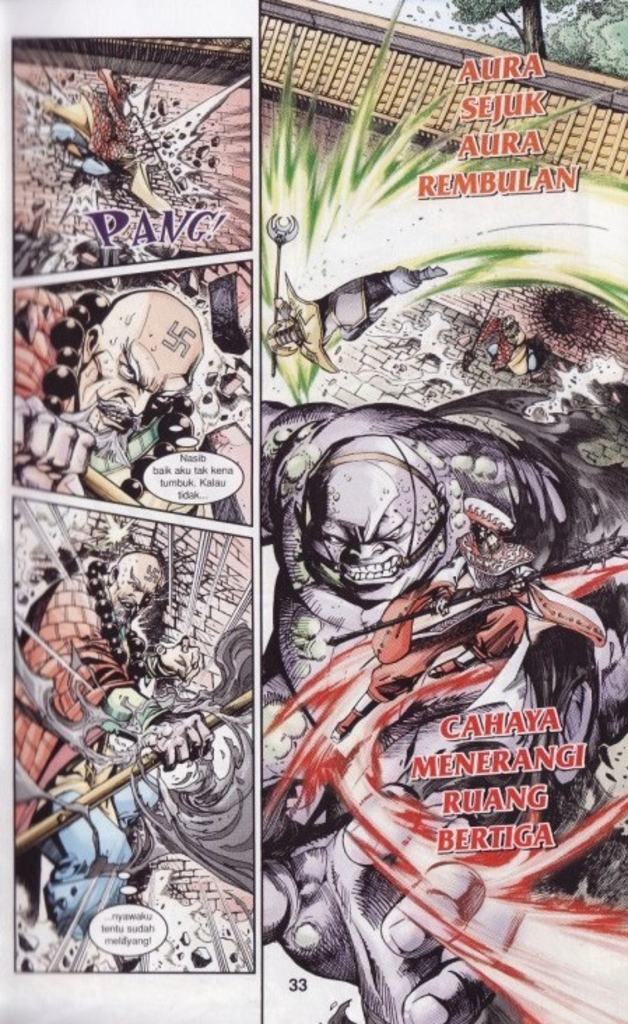 PANG!
Nasib
baik aku tak kena
tumbuk. Kalau
tidak...
...nyawaku
tentu sudah
melayang!
AURA
SEJUK
AURA
REMBULAN
CAHAYA
MENERANGI
RUANG
BERTIGA
33